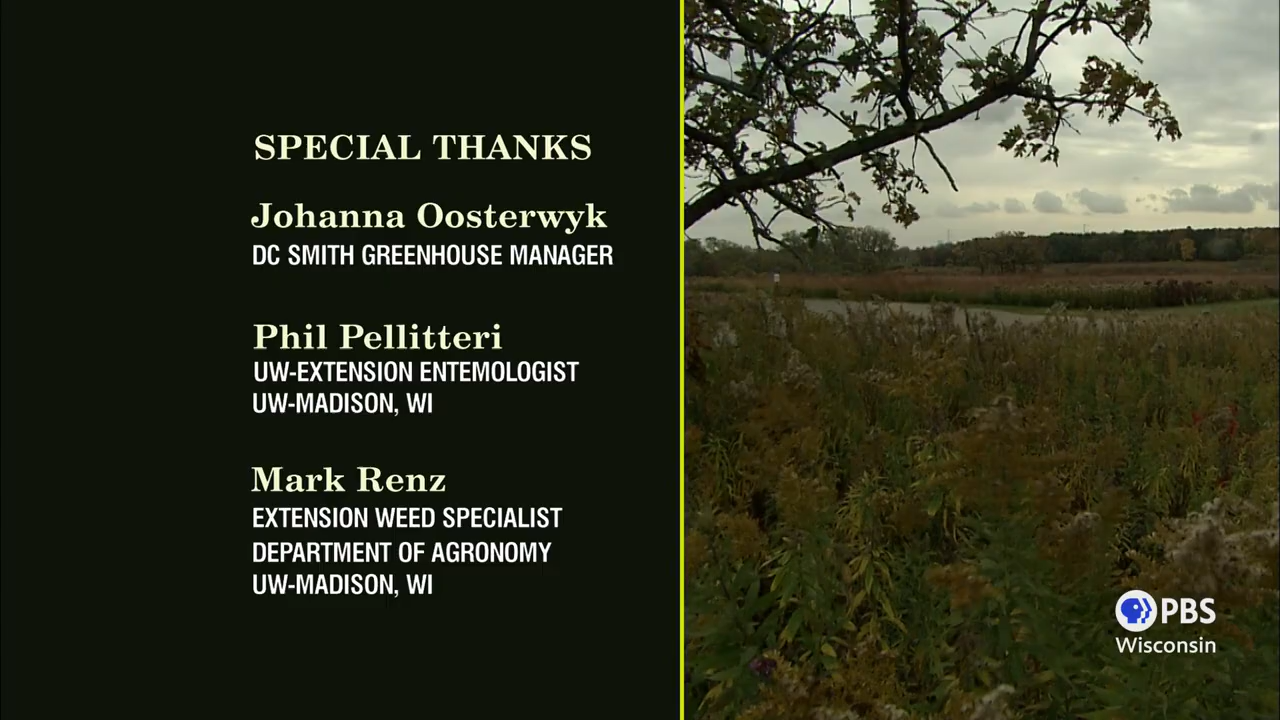 SPECIAL THANKS
Johanna Oosterwyk
DC SMITH GREENHOUSE MANAGER
Phil Pellitteri
UW-EXTENSION ENTEMOLOGIST
UW-MADISON, WI
Mark Renz
EXTENSION WEED SPECIALIST
DEPARTMENT OF AGRONOMY
UW-MADISON, WI
PBS
Wisconsin